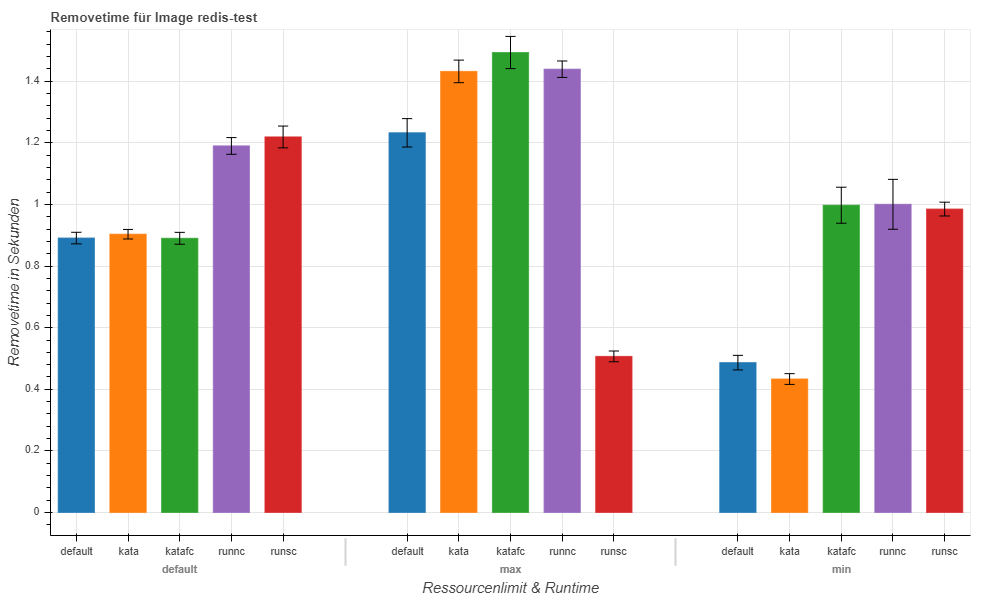 Removetime für Image redis-test
Removetime in Sekunden
1.4
1.2
1
0.8
0.6
0.4
0.2
0
default kata katafc runnc runsc default kata katafc runnc runsc default kata katafc runnc runsc
default max min
Ressourcenlimit & Runtime